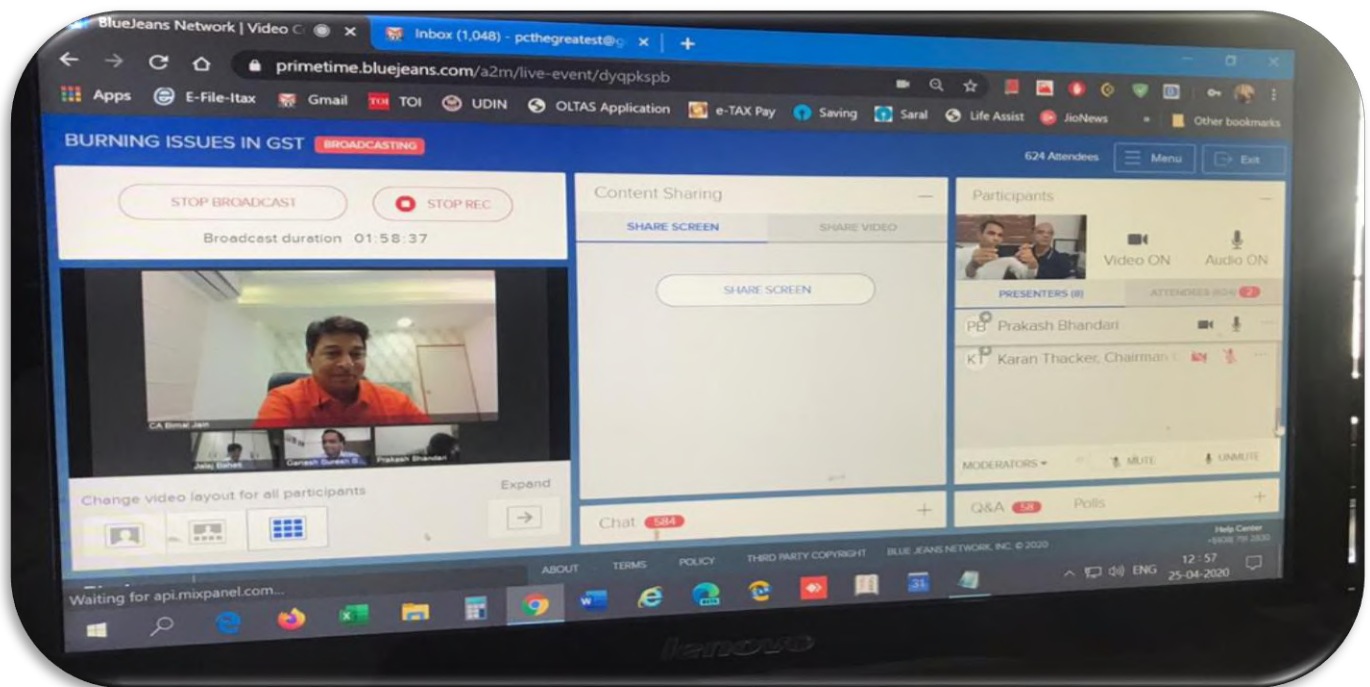 BlueJeans Network | Video C
Inbox (1,048) - pcthegreatest@g
primetime.bluejeans.com/a2m/live-event/dyqpkspb
Apps E-File-Itax Gmail TOI TOI UDIN OLTAS Application e-TAX Pay Saving Saral Life Assist JioNews » Other bookmarks
BURNING ISSUES IN GST BROADCASTING
624 Attendees Menu Exit
STOP BROADCAST STOP REC
Broadcast duration 01:58:37
CA Bimal Jain
Prakash Bhandari
Change video layout for all participants
Expand
Content Sharing
SHARE SCREEN SHARE VIDEO
SHARE SCREEN
Chat 584
Participants
Video ON Audio ON
PRESENTERS (8) ATTENDEES (624) 2
PB P Prakash Bhandari
KT P Karan Thacker, Chairman
MODERATORS MUTE UNMUTE
Q&A 58 Polls
Help Center
ABOUT TERMS POLICY THIRD PARTY COPYRIGHT BLUE JEANS NETWORK, INC. © 2020
Waiting for api.mixpanel.com...
31
ENG
12:57
25-04-2020
lenovo